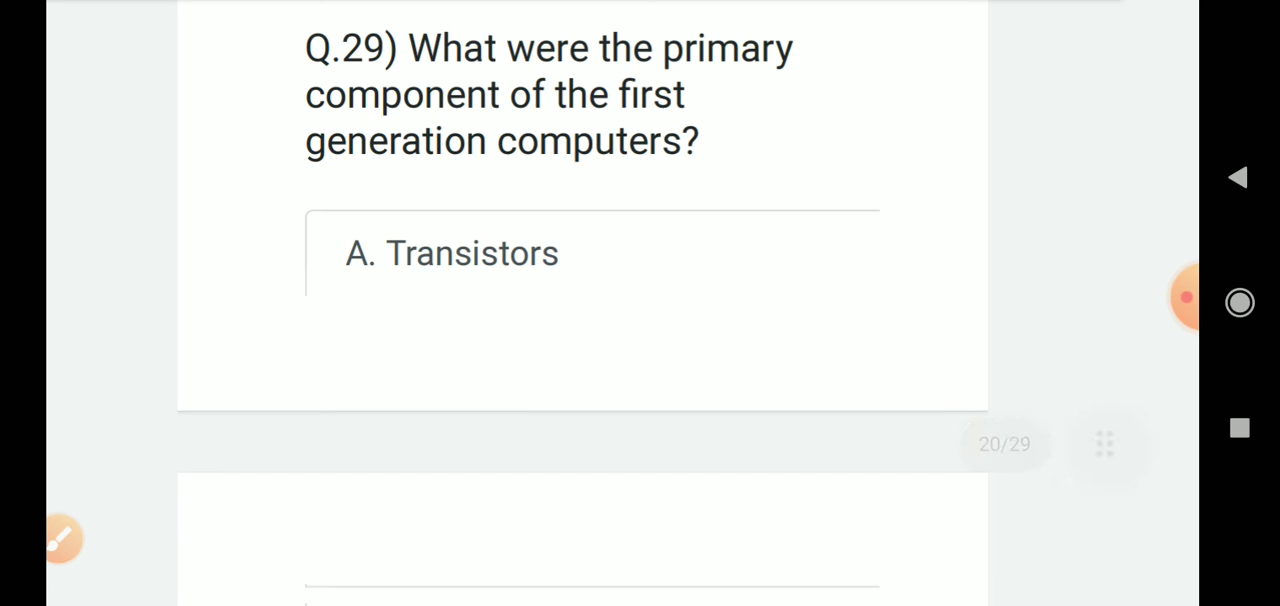 Q.29) What were the primary
component of the first
generation computers?
A. Transistors
20/29